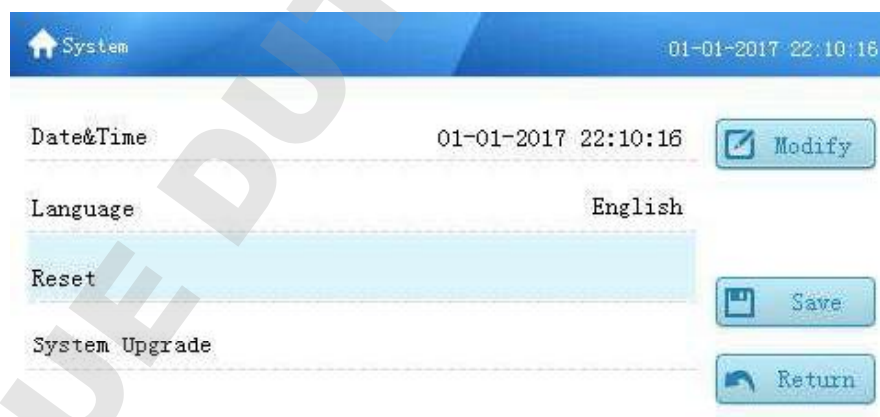 System 01-01-2017 22:10:16
Date&Time 01-01-2017 22:10:16 Modify
Language English
Reset
Save
System Upgrade
Return